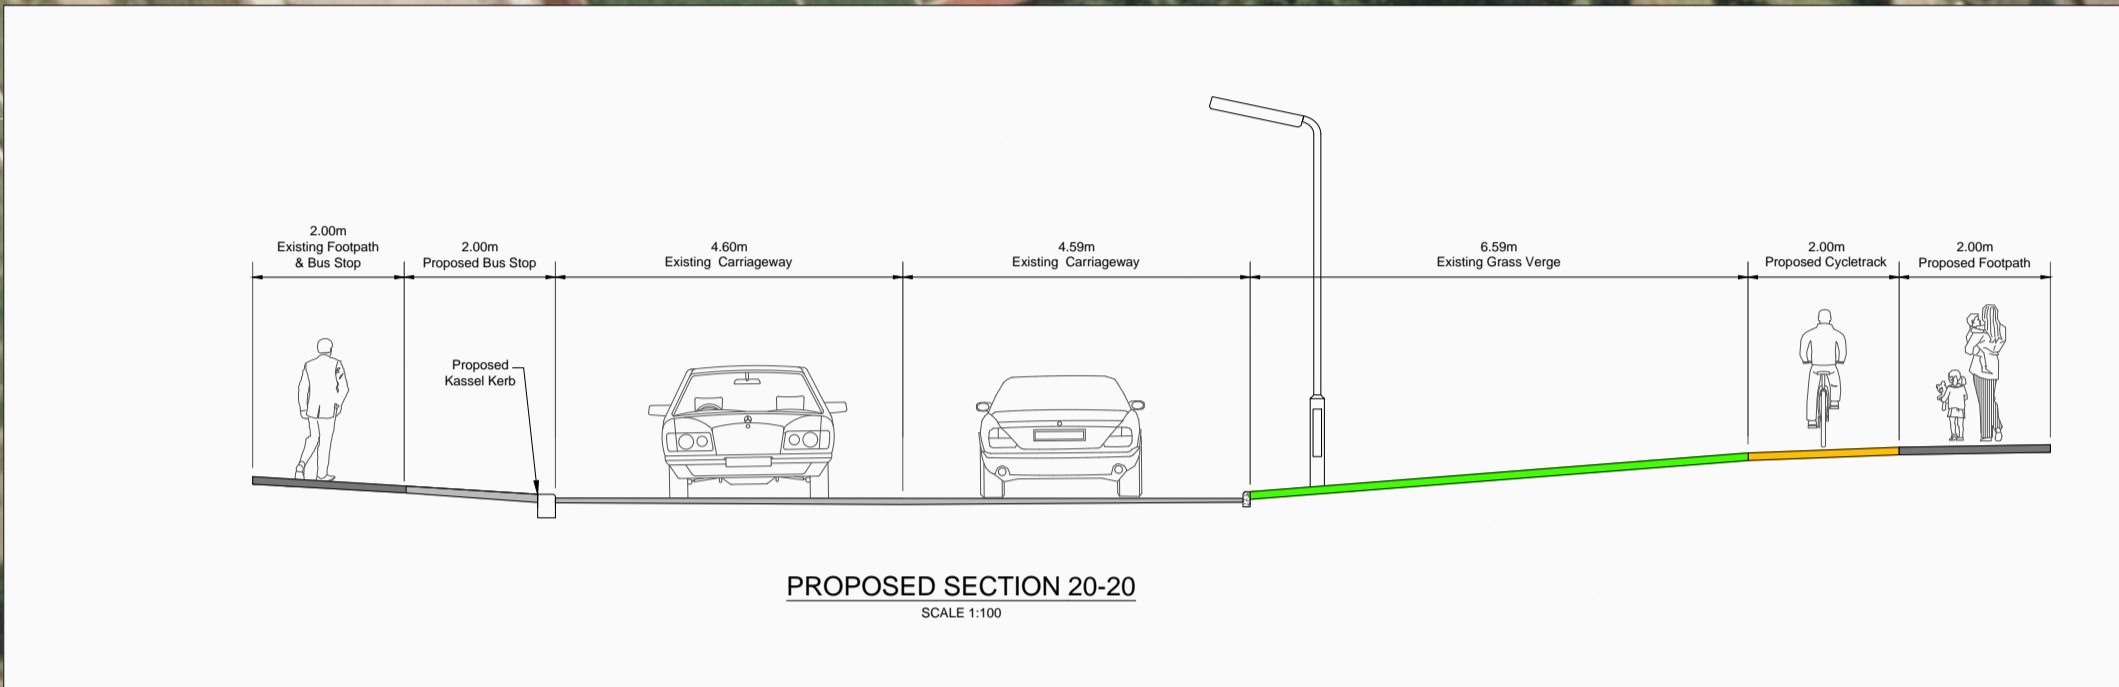 2.00m
Existing Footpath
& Bus Stop
2.00m
Proposed Bus Stop
4.60m
Existing Carriageway
4.59m
Existing Carriageway
6.59m
Existing Grass Verge
2.00m
Proposed Cycletrack
2.00m
Proposed Footpath
Proposed
Kassel Kerb
PROPOSED SECTION 20-20
SCALE 1:100